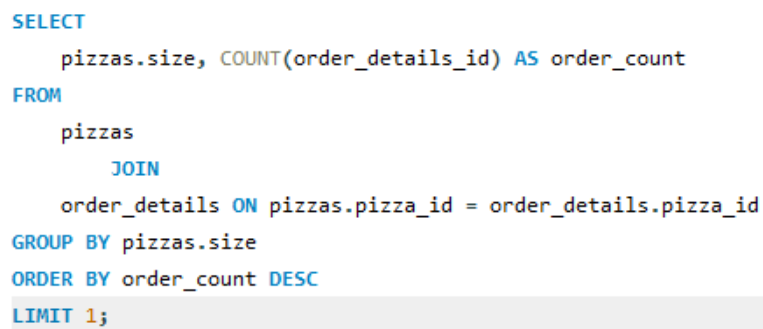 SELECT
    pizzas.size, COUNT(order_details_id) AS order_count
FROM
    pizzas
        JOIN
    order_details ON pizzas.pizza_id = order_details.pizza_id
GROUP BY pizzas.size
ORDER BY order_count DESC
LIMIT 1;